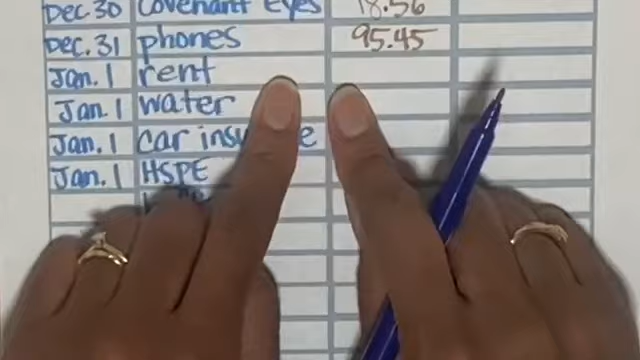 Dec 30 Covenant Eyes 18.56
Dec. 31 phones 95.45
Jan. 1 rent
Jan. 1 water
Jan. 1 car
Jan. 1 HSPE